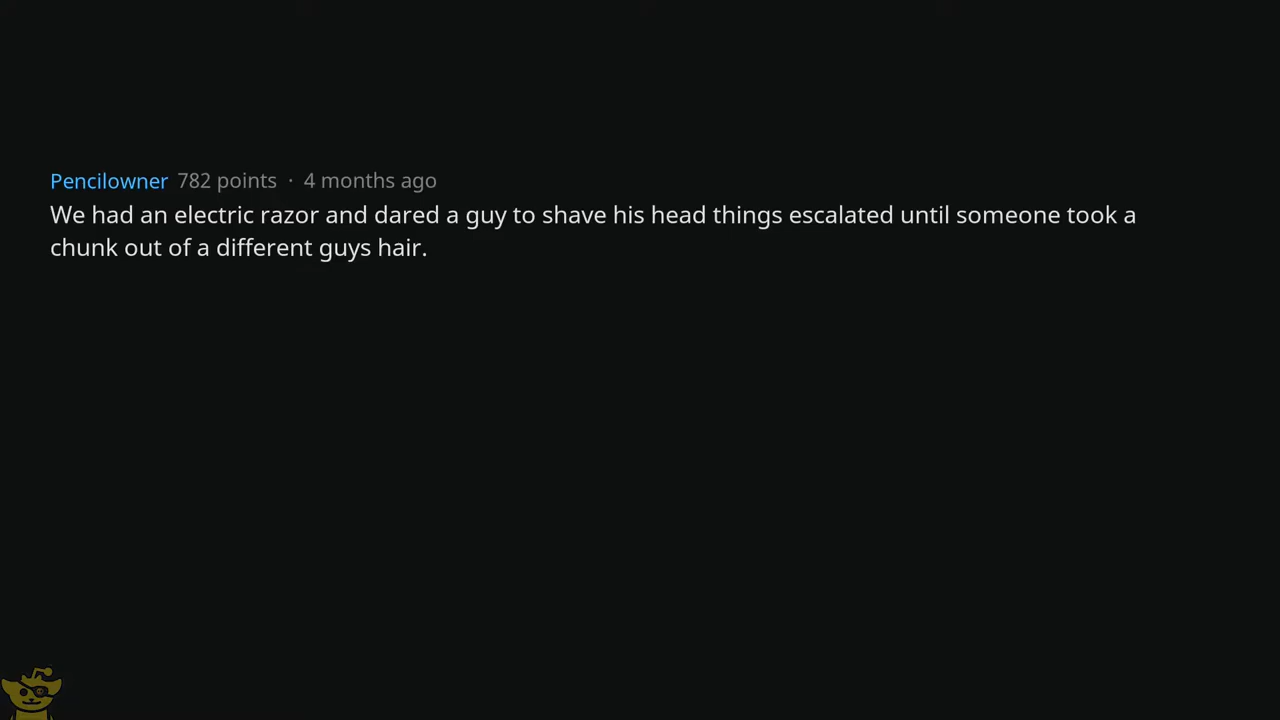 Pencilowner 782 points · 4 months ago
We had an electric razor and dared a guy to shave his head things escalated until someone took a
chunk out of a different guys hair.